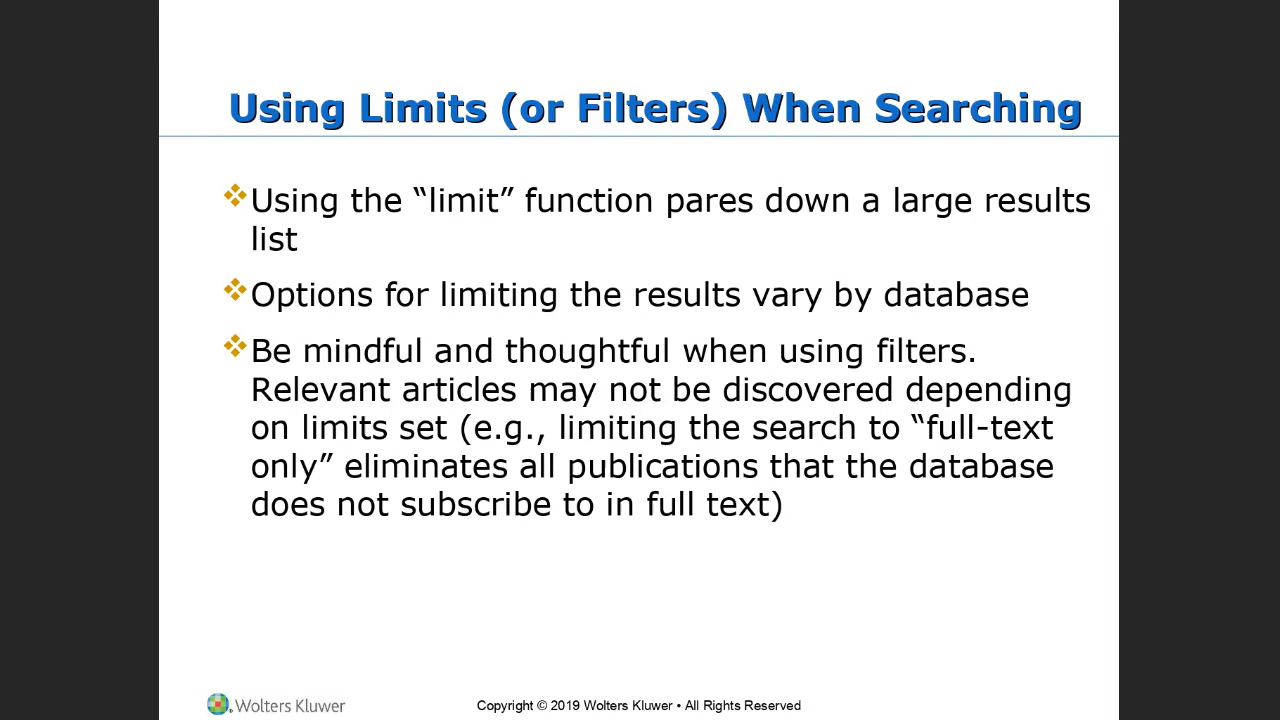 Using Limits (or Filters) When Searching
Using the “limit” function pares down a large results
list
Options for limiting the results vary by database
Be mindful and thoughtful when using filters.
Relevant articles may not be discovered depending
on limits set (e.g., limiting the search to “full-text
only” eliminates all publications that the database
does not subscribe to in full text)
Wolters Kluwer
Copyright © 2019 Wolters Kluwer • All Rights Reserved